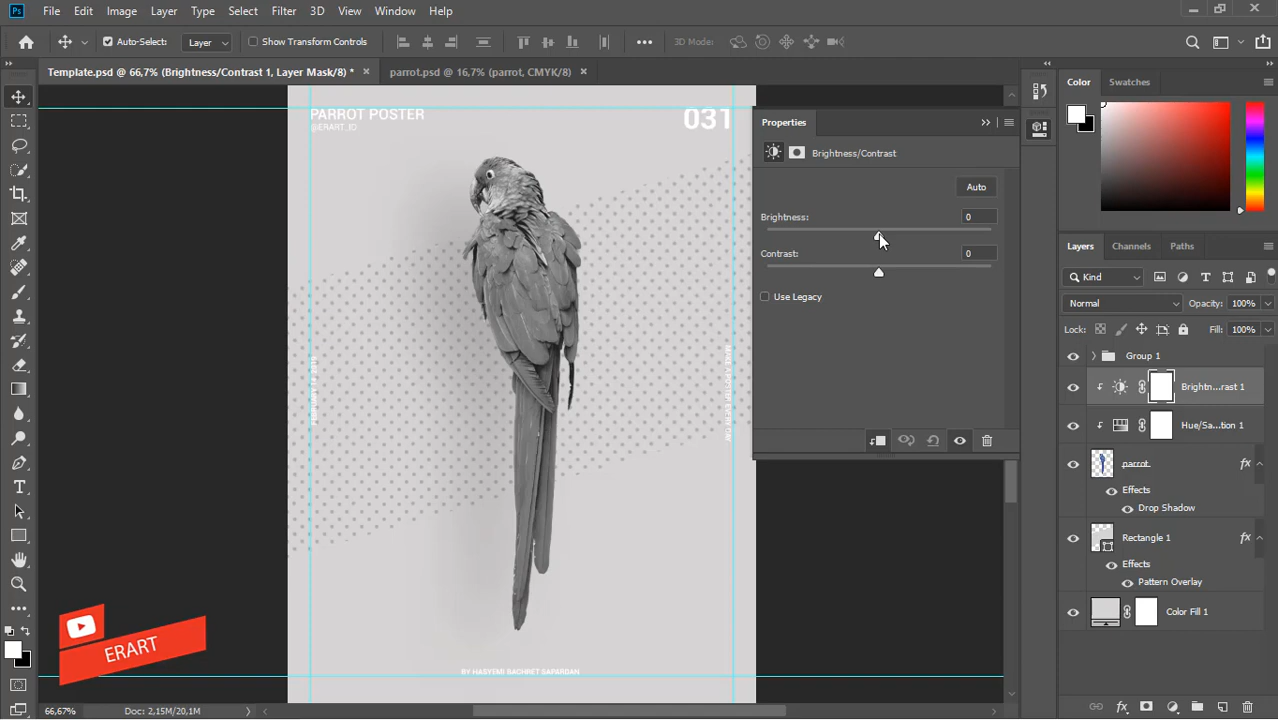 Ps File Edit Image Layer Type Select Filter 3D View Window Help
Auto-Select: Layer Show Transform Controls 3D Mode:
Template.psd @ 66,7% (Brightness/Contrast 1, Layer Mask/8) * parrot.psd @ 16,7% (parrot, CMYK/8)
Color Swatches
PARROT POSTER
@ERART_ID
031
Properties
Brightness/Contrast
Auto
Brightness: 0
Contrast: 0
Use Legacy
Layers Channels Paths
Kind
Normal Opacity: 100%
Lock: Fill: 100%
Group 1
Brightn...rast 1
Hue/Sa...tion 1
parrot
Effects
Drop Shadow
Rectangle 1
Effects
Pattern Overlay
Color Fill 1
ERART
BY HASYEMI BACHRET SAPARDAN
66,67% Doc: 2,15M/20,1M